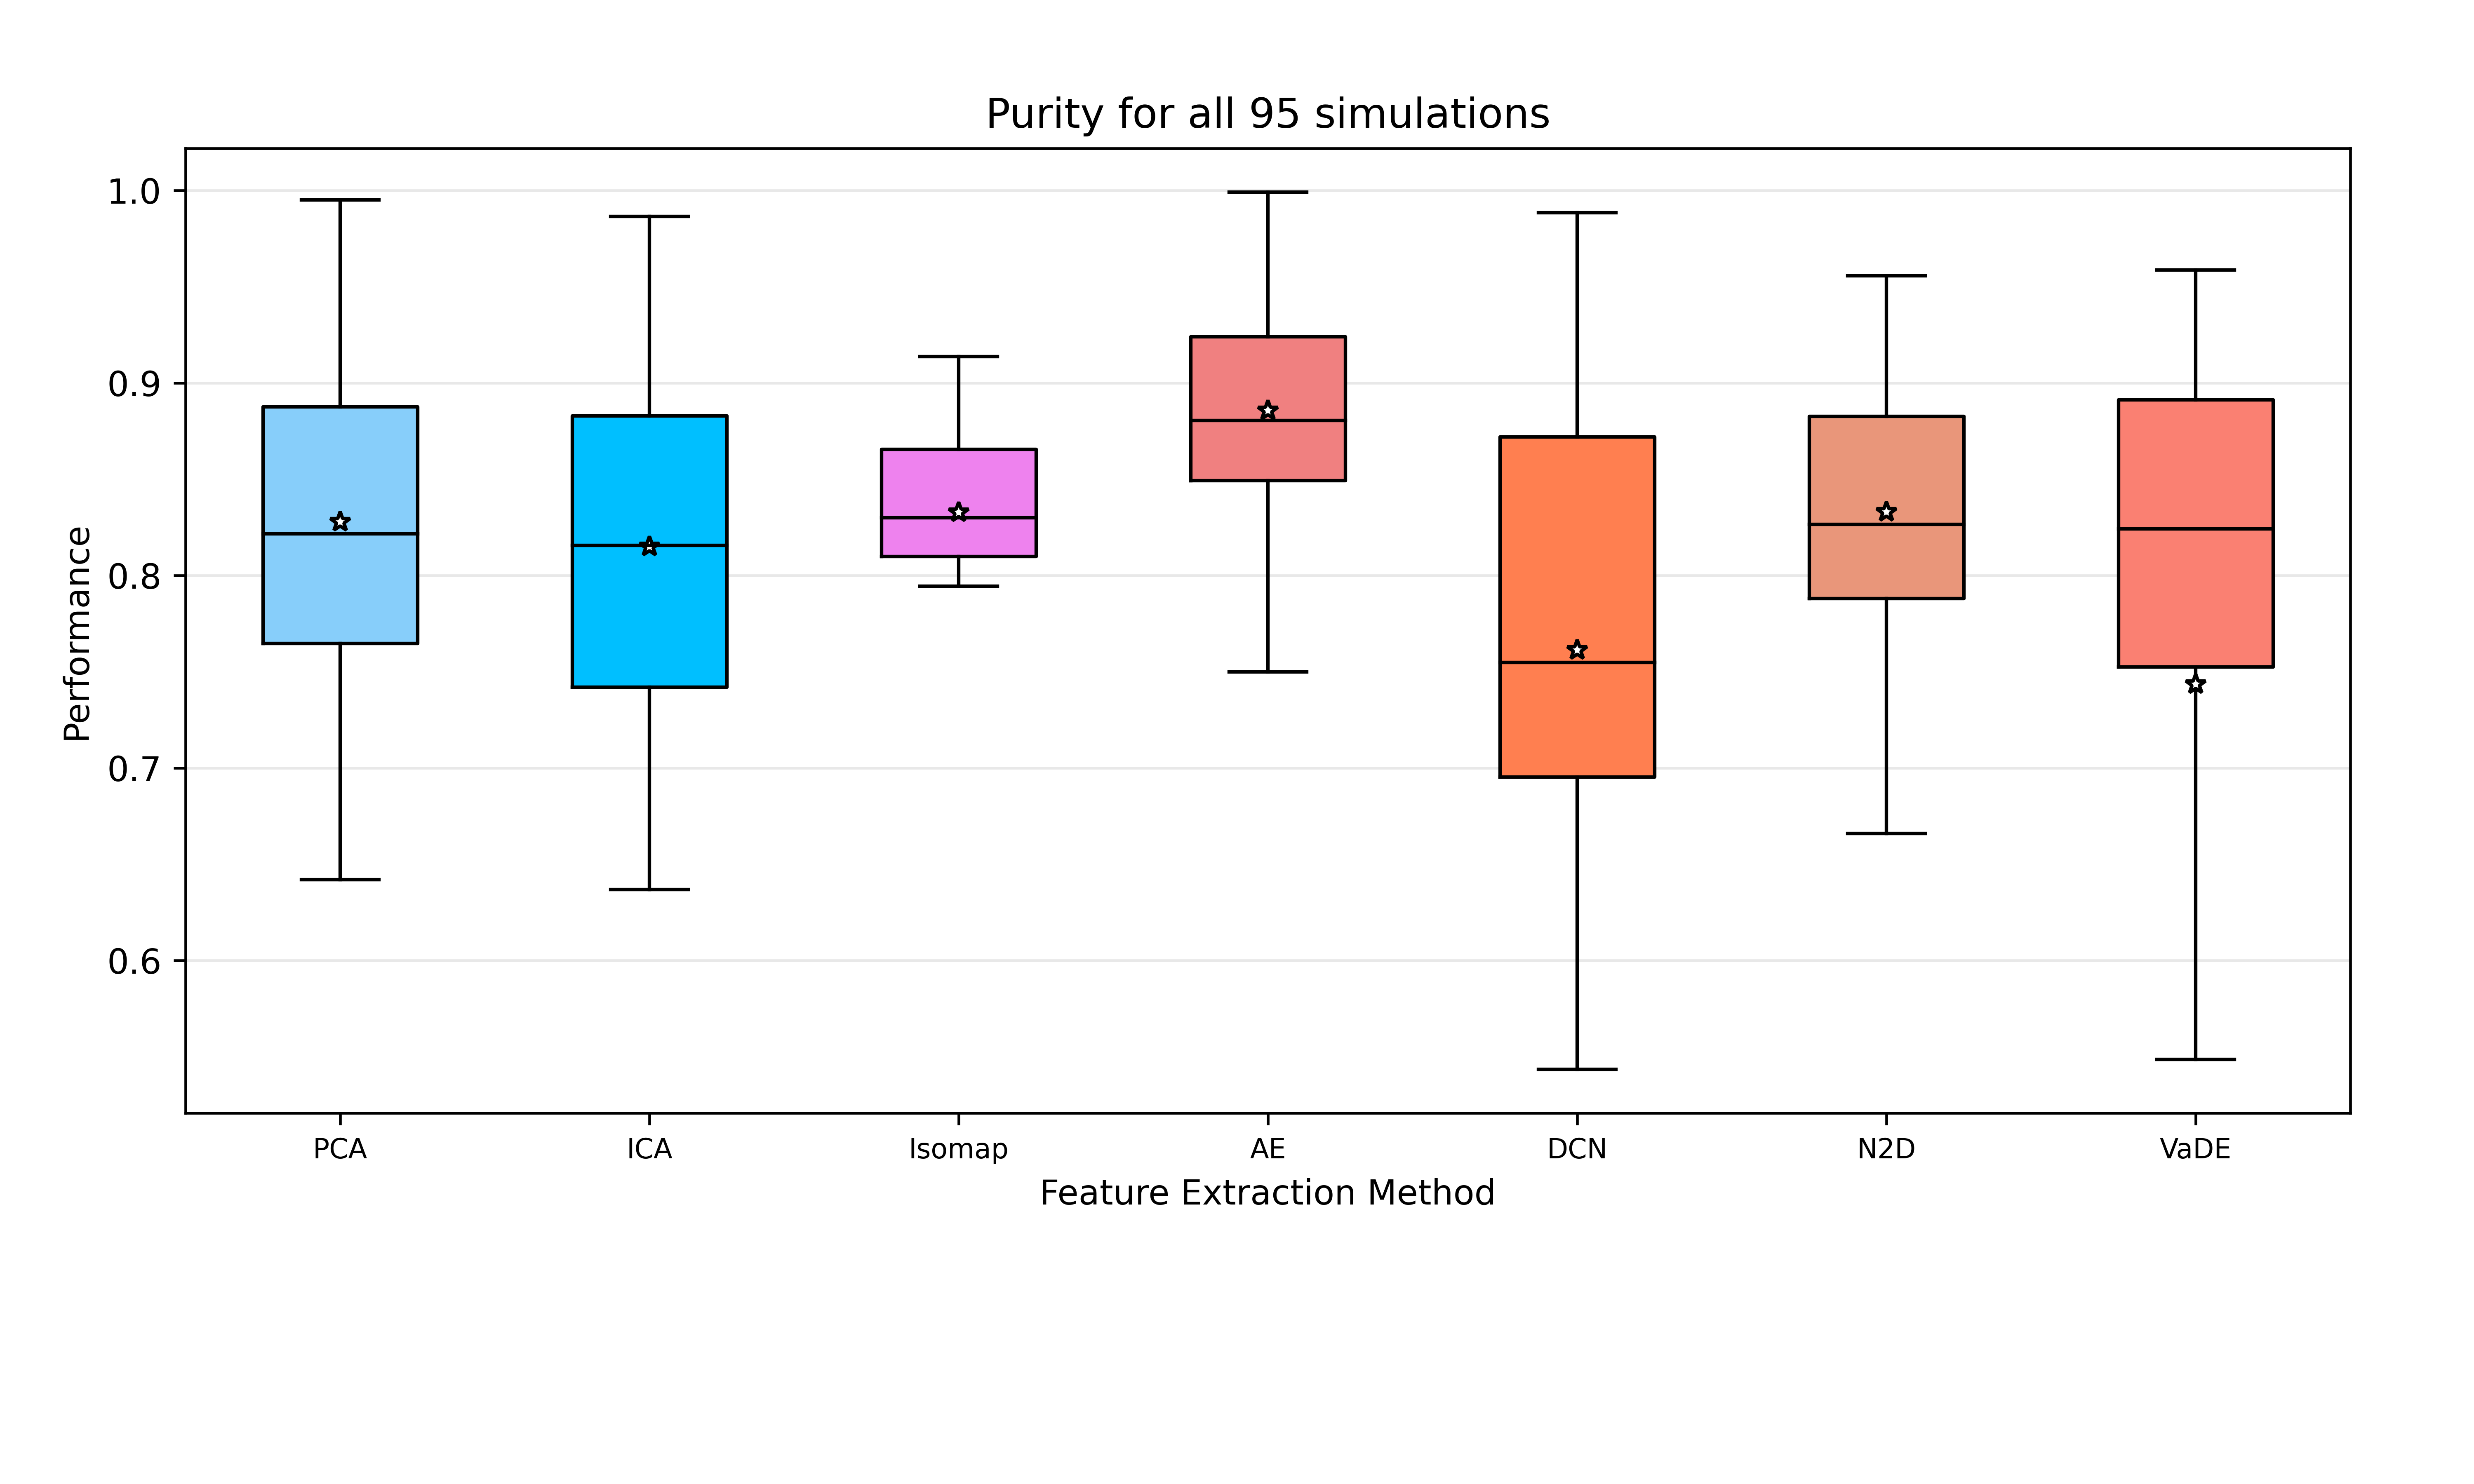 Purity for all 95 simulations
1.0
0.9
0.8
0.7
0.6
Performance
PCA ICA Isomap AE DCN N2D VaDE
Feature Extraction Method